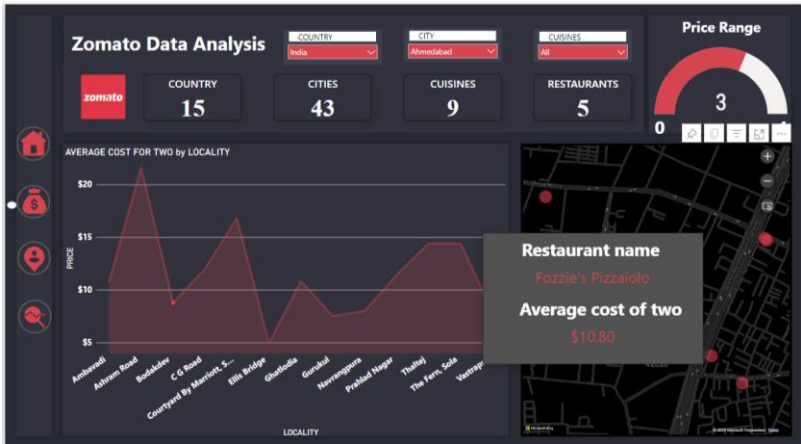 Zomato Data Analysis
COUNTRY
India
CITY
Ahmedabad
CUISINES
All
Price Range
3
0
zomato
COUNTRY
15
CITIES
43
CUISINES
9
RESTAURANTS
5
AVERAGE COST FOR TWO by LOCALITY
$20
$15
$10
$5
PRICE
Ambavadi
Ashram Road
Bodakdev
C G Road
Courtyard By Marriott, S...
Ellis Bridge
Ghatlodia
Gurukul
Navrangpura
Prahlad Nagar
Thaltej
The Fern, Sola
LOCALITY
Restaurant name
Fozzie's Pizzaiolo
Average cost of two
$10.80
Microsoft Bing